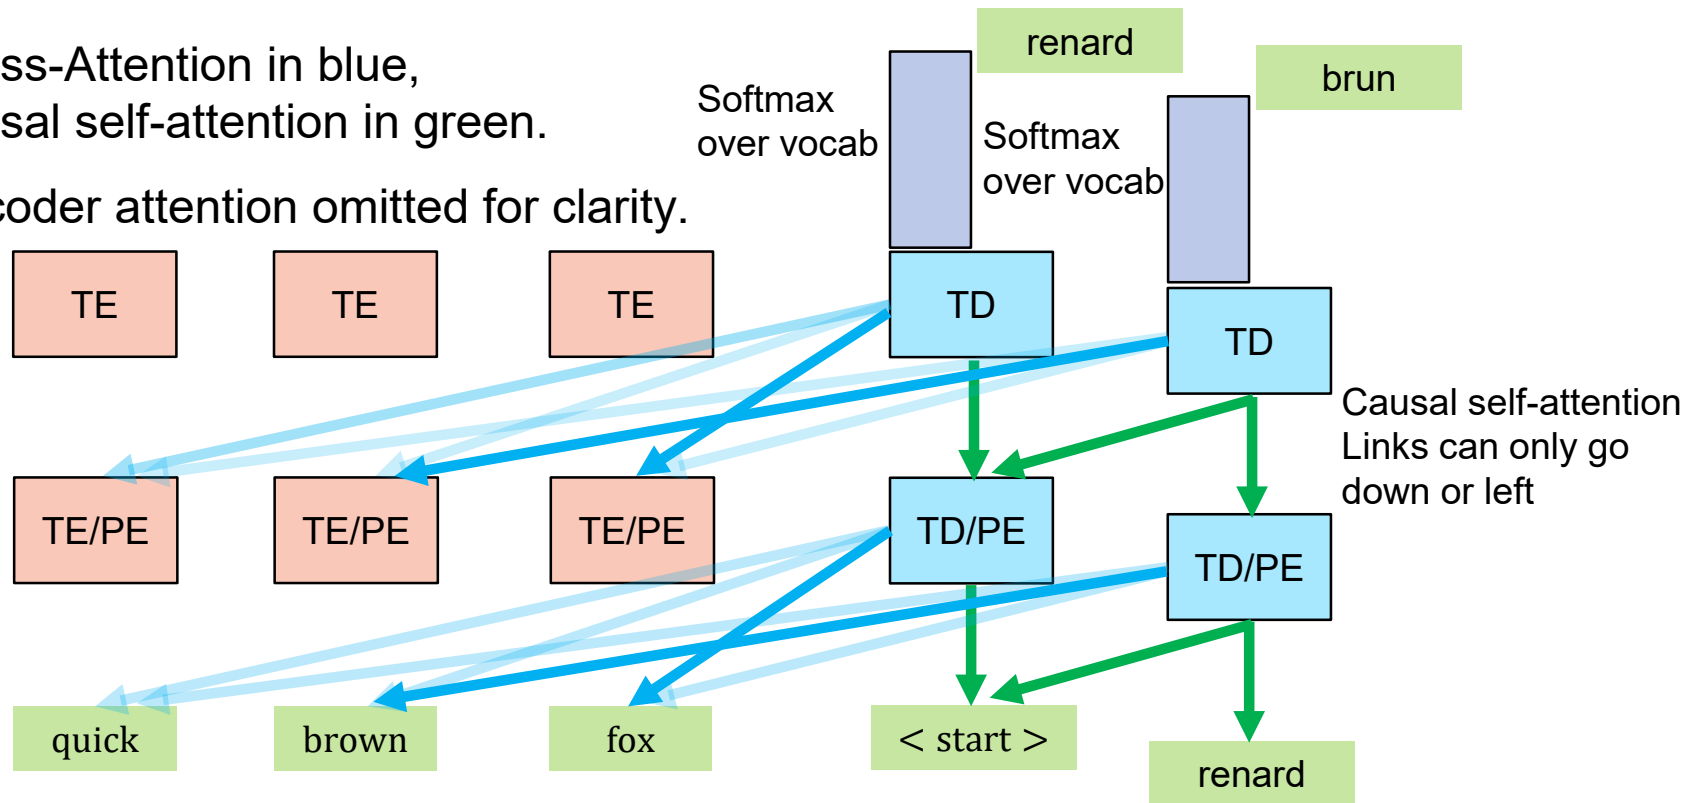 ss-Attention in blue,
sal self-attention in green.
coder attention omitted for clarity.
renard
brun
Softmax
over vocab
Softmax
over vocab
TE TE TE TD
TD
Causal self-attention
Links can only go
down or left
TE/PE TE/PE TE/PE TD/PE
TD/PE
quick brown fox < start >
renard